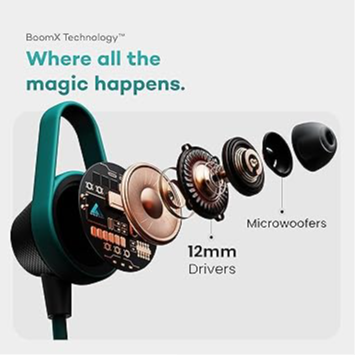 BoomX Technology™
Where all the
magic happens.
Microwoofers
12mm
Drivers